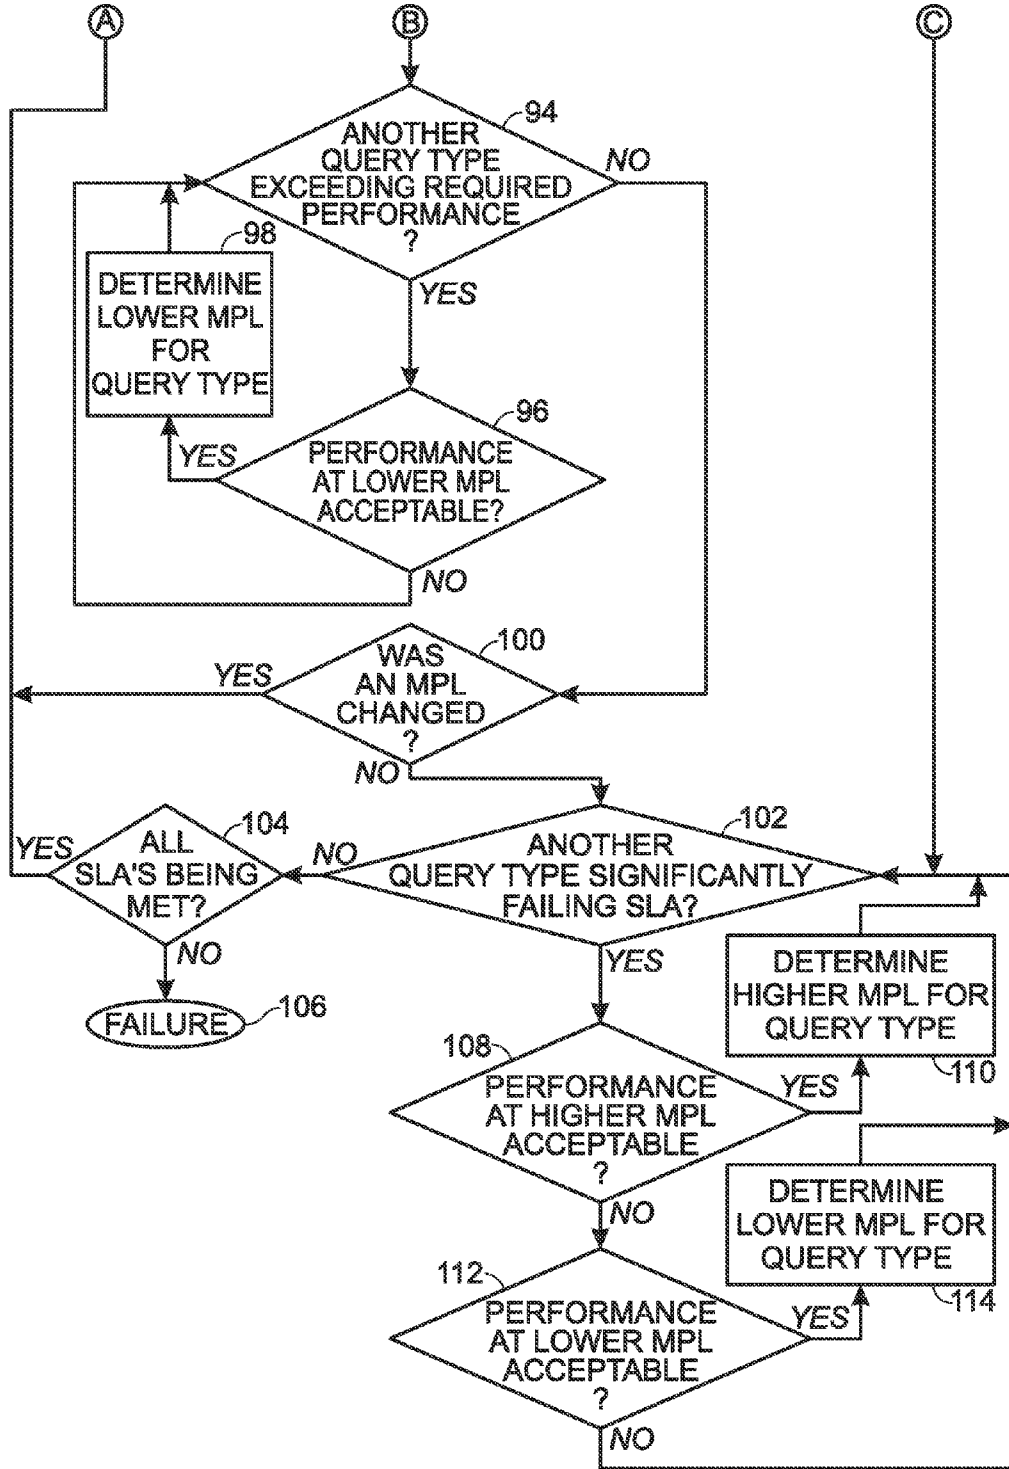 A
B
C
94
ANOTHER
QUERY TYPE
EXCEEDING REQUIRED
PERFORMANCE
?
NO
YES
98
DETERMINE
LOWER MPL
FOR
QUERY TYPE
96
PERFORMANCE
AT LOWER MPL
ACCEPTABLE?
YES
NO
100
WAS
AN MPL
CHANGED
?
YES
NO
102
ANOTHER
QUERY TYPE SIGNIFICANTLY
FAILING SLA?
NO
YES
104
ALL
SLA'S BEING
MET?
YES
NO
FAILURE
106
108
PERFORMANCE
AT HIGHER MPL
ACCEPTABLE
?
YES
NO
DETERMINE
HIGHER MPL FOR
QUERY TYPE
110
112
PERFORMANCE
AT LOWER MPL
ACCEPTABLE
?
YES
NO
DETERMINE
LOWER MPL FOR
QUERY TYPE
114